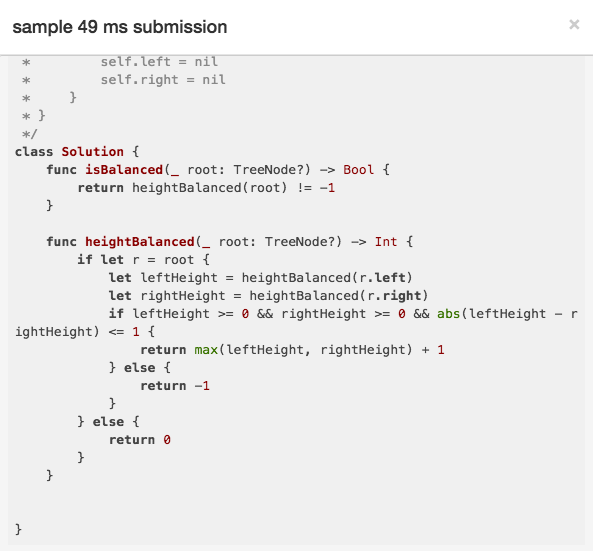 sample 49 ms submission
×
 *         self.left = nil
 *         self.right = nil
 *     }
 * }
 */
class Solution {
    func isBalanced(_ root: TreeNode?) -> Bool {
        return heightBalanced(root) != -1
    }

    func heightBalanced(_ root: TreeNode?) -> Int {
        if let r = root {
            let leftHeight = heightBalanced(r.left)
            let rightHeight = heightBalanced(r.right)
            if leftHeight >= 0 && rightHeight >= 0 && abs(leftHeight - r
ightHeight) <= 1 {
                return max(leftHeight, rightHeight) + 1
            } else {
                return -1
            }
        } else {
            return 0
        }
    }


}